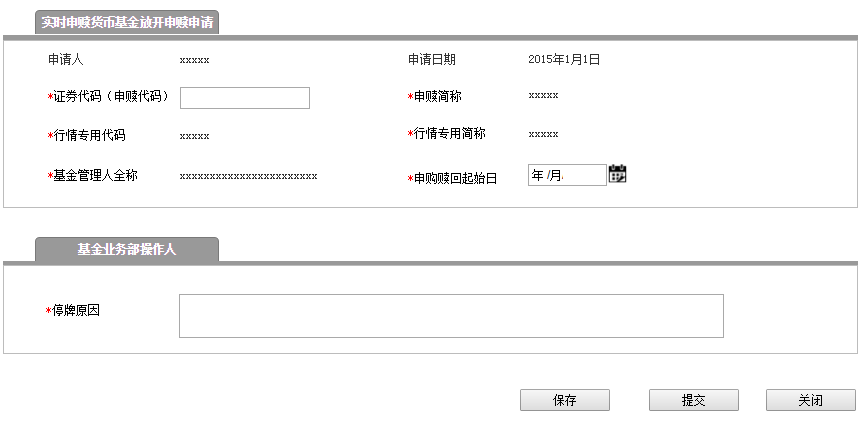 实时申赎货币基金放开申赎申请
申请人 xxxxx 申请日期 2015年1月1日
*证券代码（申赎代码） *申赎简称 xxxxx
*行情专用代码 xxxxx *行情专用简称 xxxxx
*基金管理人全称 xxxxxxxxxxxxxxxxxxxxxxx *申购赎回起始日 年 /月
基金业务部操作人
*停牌原因
保存 提交 关闭